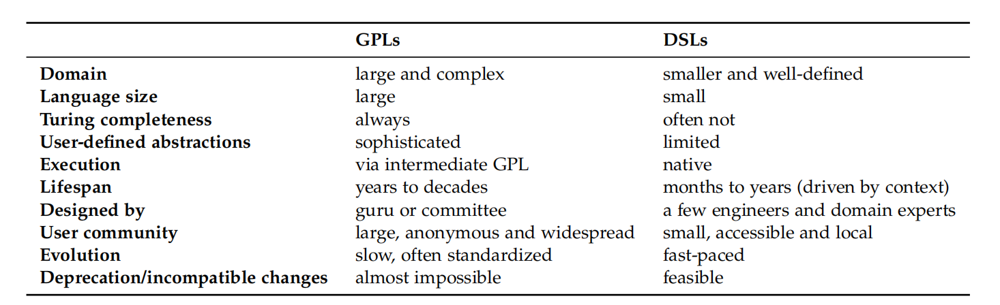 GPLs DSLs
Domain large and complex smaller and well-defined
Language size large small
Turing completeness always often not
User-defined abstractions sophisticated limited
Execution via intermediate GPL native
Lifespan years to decades months to years (driven by context)
Designed by guru or committee a few engineers and domain experts
User community large, anonymous and widespread small, accessible and local
Evolution slow, often standardized fast-paced
Deprecation/incompatible changes almost impossible feasible